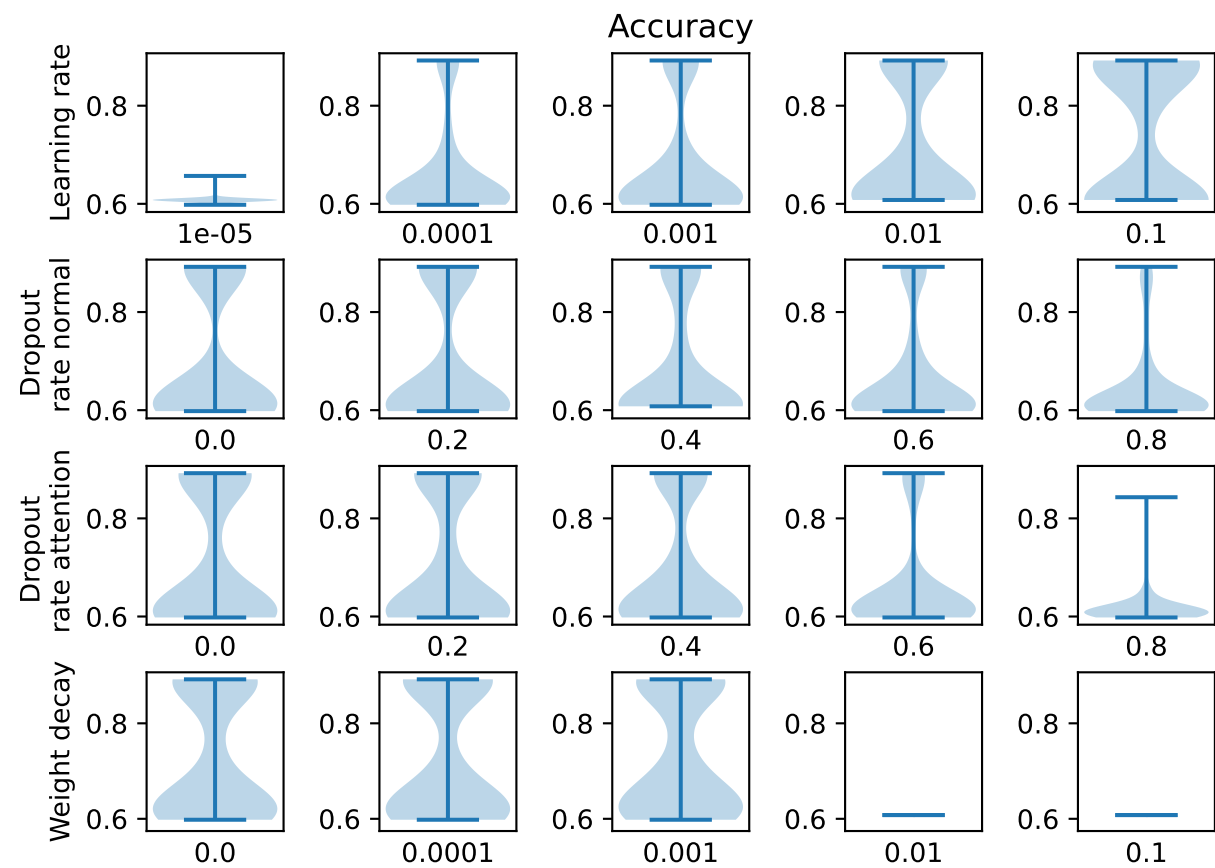 Accuracy
Learning rate
0.8 0.8 0.8 0.8 0.8
0.6 0.6 0.6 0.6 0.6
1e-05 0.0001 0.001 0.01 0.1
Dropout
rate normal
0.8 0.8 0.8 0.8 0.8
0.6 0.6 0.6 0.6 0.6
0.0 0.2 0.4 0.6 0.8
Dropout
rate attention
0.8 0.8 0.8 0.8 0.8
0.6 0.6 0.6 0.6 0.6
0.0 0.2 0.4 0.6 0.8
Weight decay
0.8 0.8 0.8 0.8 0.8
0.6 0.6 0.6 0.6 0.6
0.0 0.0001 0.001 0.01 0.1